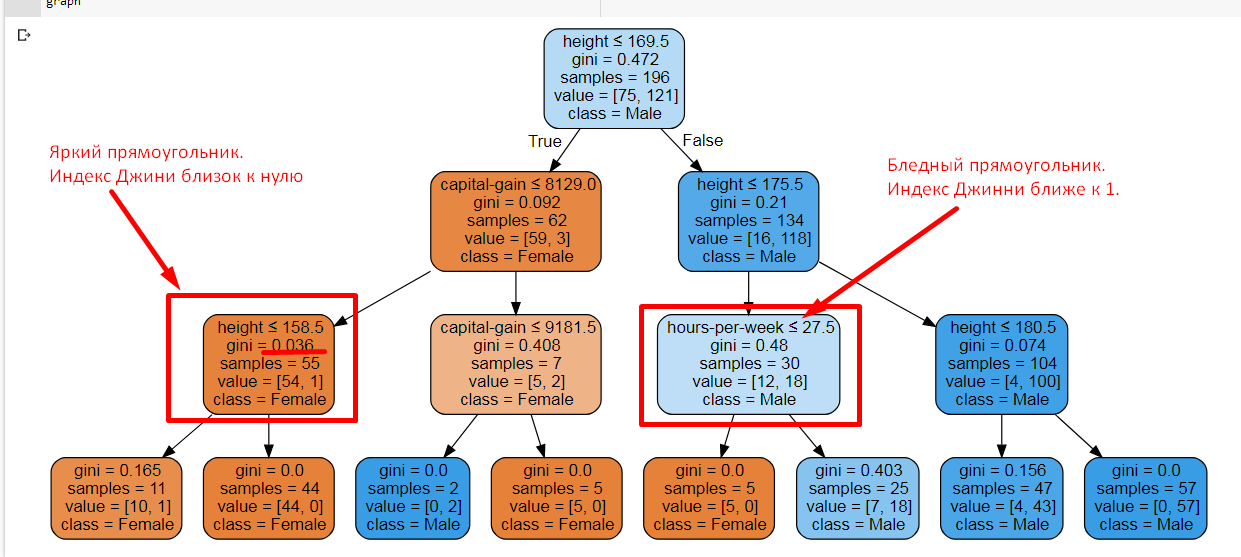 graph
height ≤ 169.5
gini = 0.472
samples = 196
value = [75, 121]
class = Male
True
False
Яркий прямоугольник.
Индекс Джини близок к нулю
Бледный прямоугольник.
Индекс Джинни ближе к 1.
capital-gain ≤ 8129.0
gini = 0.092
samples = 62
value = [59, 3]
class = Female
height ≤ 175.5
gini = 0.21
samples = 134
value = [16, 118]
class = Male
height ≤ 158.5
gini = 0.036
samples = 55
value = [54, 1]
class = Female
capital-gain ≤ 9181.5
gini = 0.408
samples = 7
value = [5, 2]
class = Female
hours-per-week ≤ 27.5
gini = 0.48
samples = 30
value = [12, 18]
class = Male
height ≤ 180.5
gini = 0.074
samples = 104
value = [4, 100]
class = Male
gini = 0.165
samples = 11
value = [10, 1]
class = Female
gini = 0.0
samples = 44
value = [44, 0]
class = Female
gini = 0.0
samples = 2
value = [0, 2]
class = Male
gini = 0.0
samples = 5
value = [5, 0]
class = Female
gini = 0.0
samples = 5
value = [5, 0]
class = Female
gini = 0.403
samples = 25
value = [7, 18]
class = Male
gini = 0.156
samples = 47
value = [4, 43]
class = Male
gini = 0.0
samples = 57
value = [0, 57]
class = Male